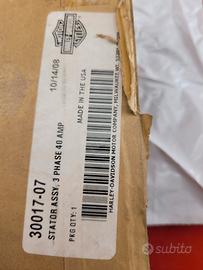 10/14/08
MADE IN THE USA
30017-07
STATOR ASSY, 3 PHASE 40 AMP
PKG QTY: 1
HARLEY-DAVIDSON MOTOR COMPANY, MILWAUKEE, WI
subito